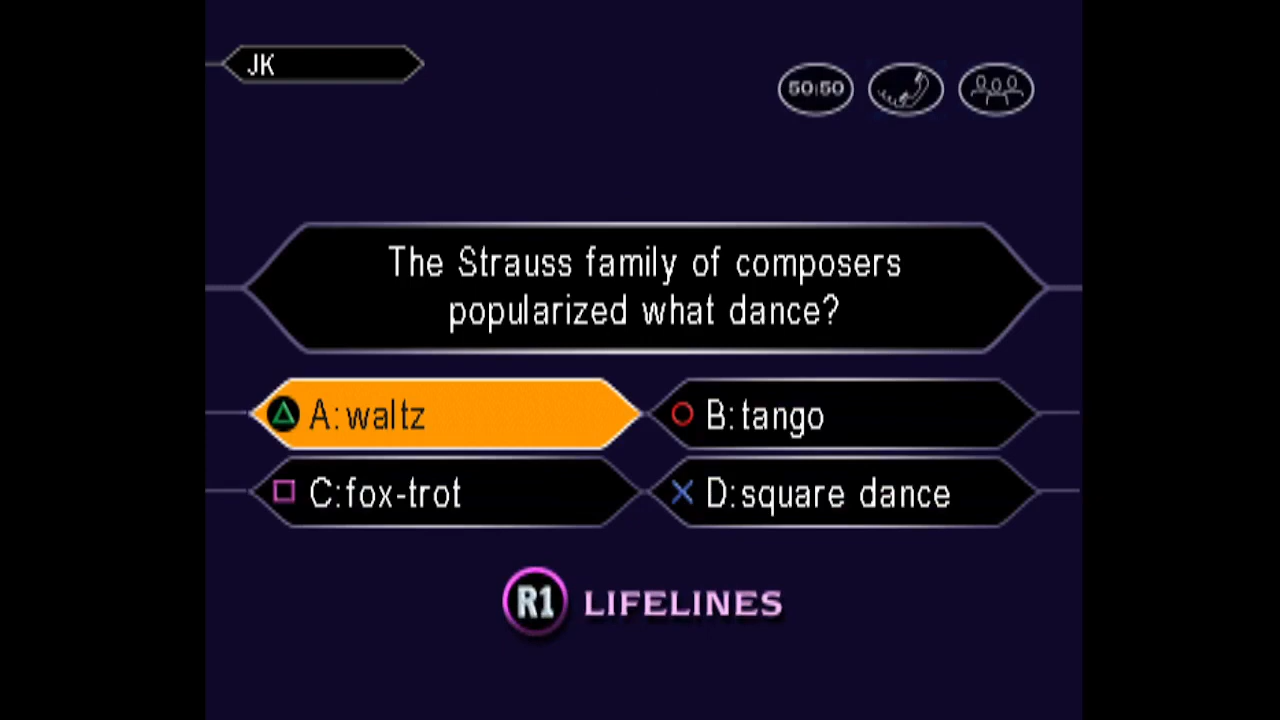 JK
50:50
The Strauss family of composers
popularized what dance?
A:waltz
B:tango
C:fox-trot
D:square dance
R1 LIFELINES